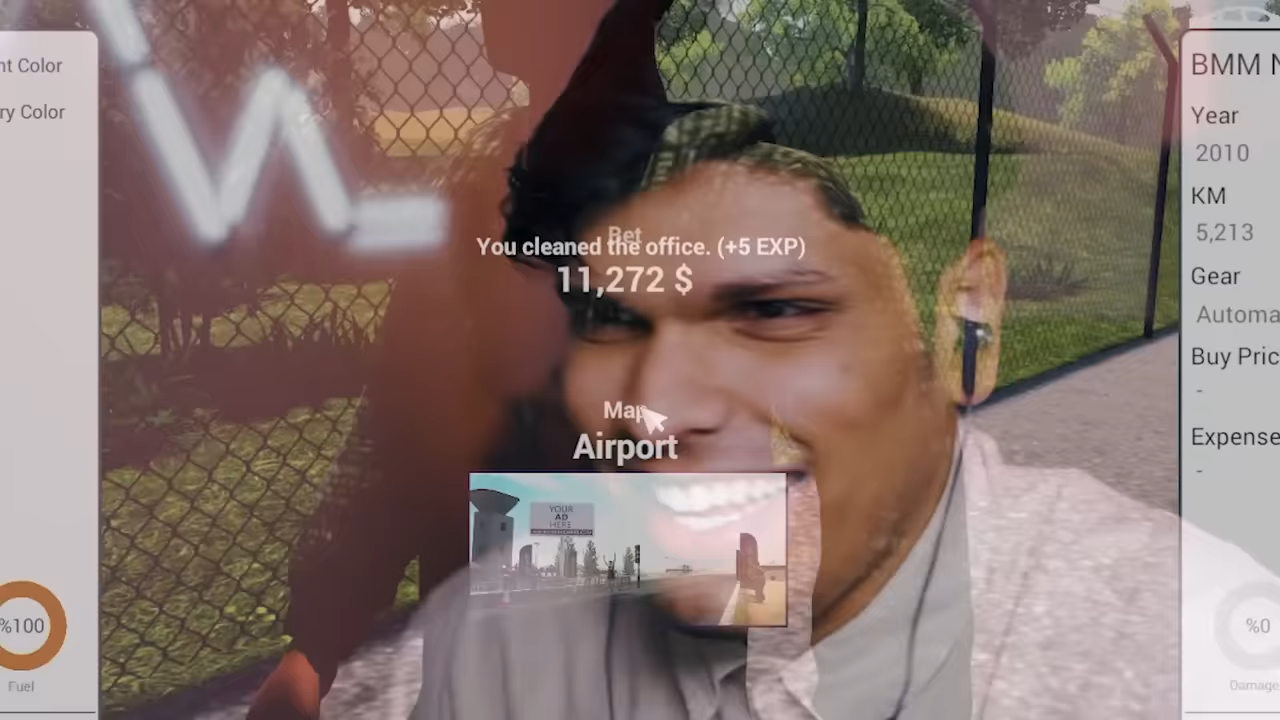 nt Color
ry Color
BMM N
Year
2010
KM
5,213
Gear
Automa
Buy Pric
-
Expense
-
Bet
You cleaned the office. (+5 EXP)
11,272 $
Map
Airport
YOUR
AD
HERE
%100
Fuel
%0
Damage